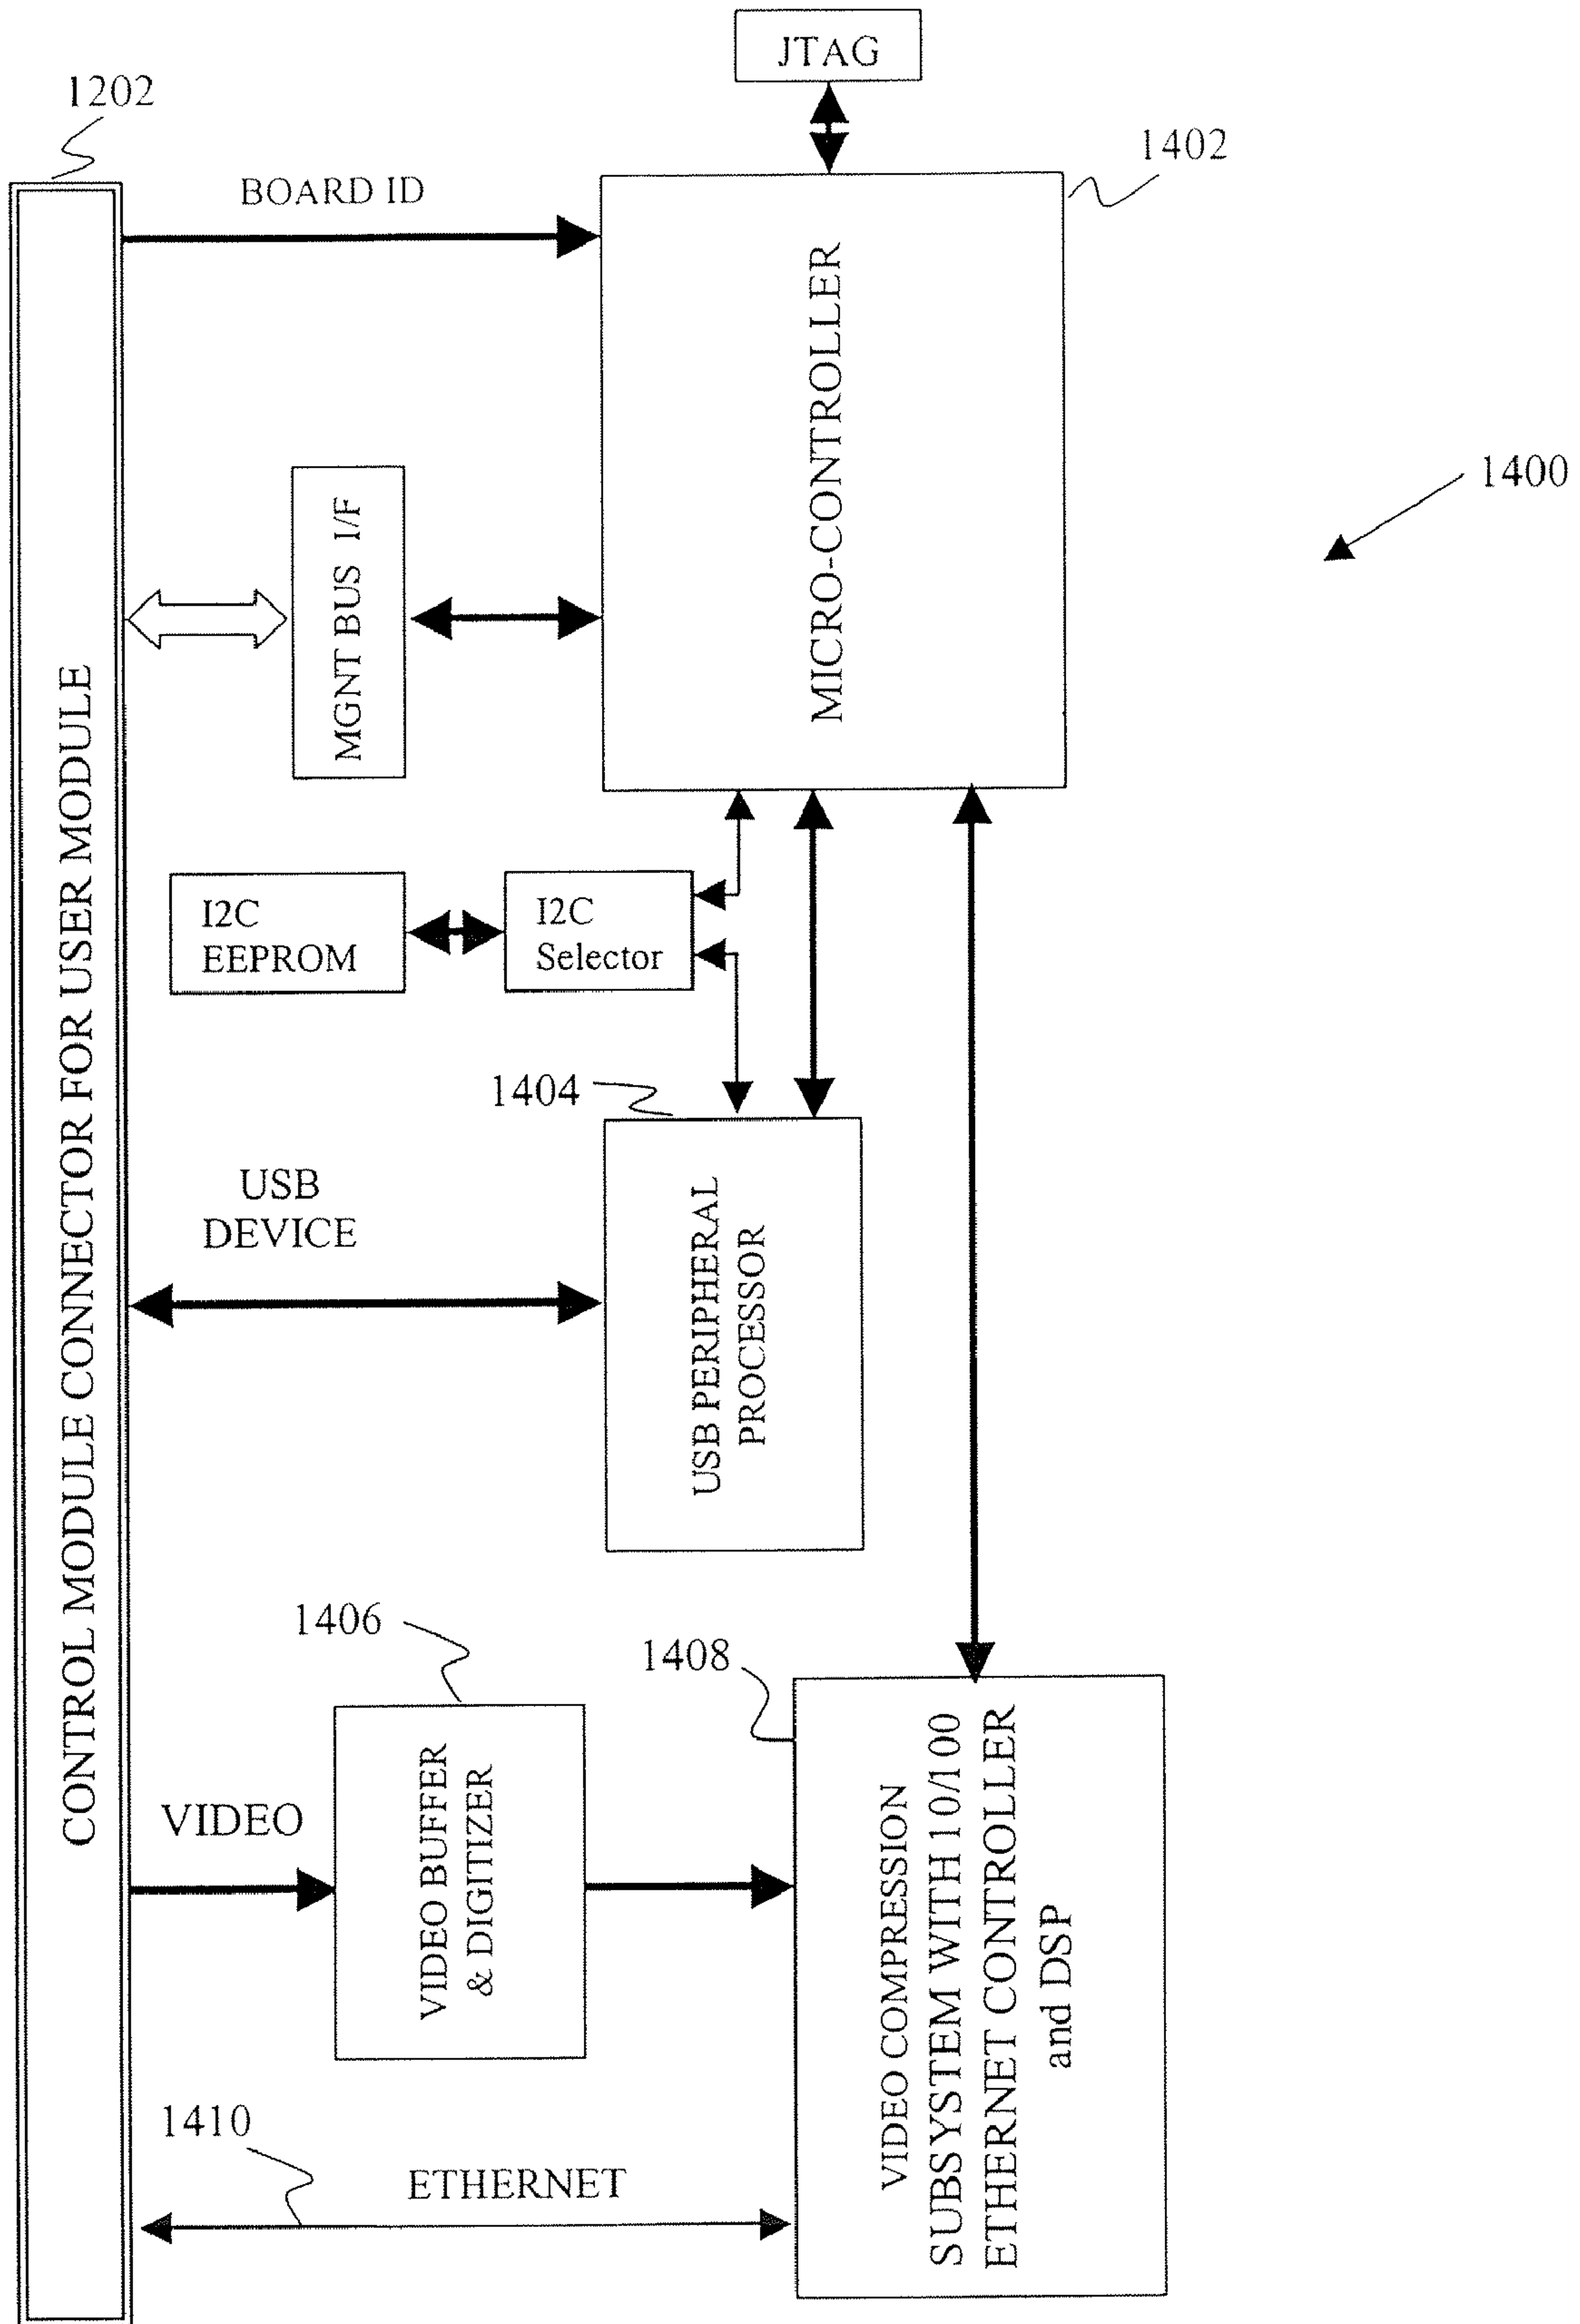 JTAG
1202
1402
BOARD ID
MICRO-CONTROLLER
1400
MGNT BUS I/F
CONTROL MODULE CONNECTOR FOR USER MODULE
I2C
EEPROM
I2C
Selector
1404
USB
DEVICE
USB PERIPHERAL
PROCESSOR
1406
1408
VIDEO
VIDEO BUFFER
& DIGITIZER
VIDEO COMPRESSION
SUBSYSTEM WITH 10/100
ETHERNET CONTROLLER
and DSP
1410
ETHERNET